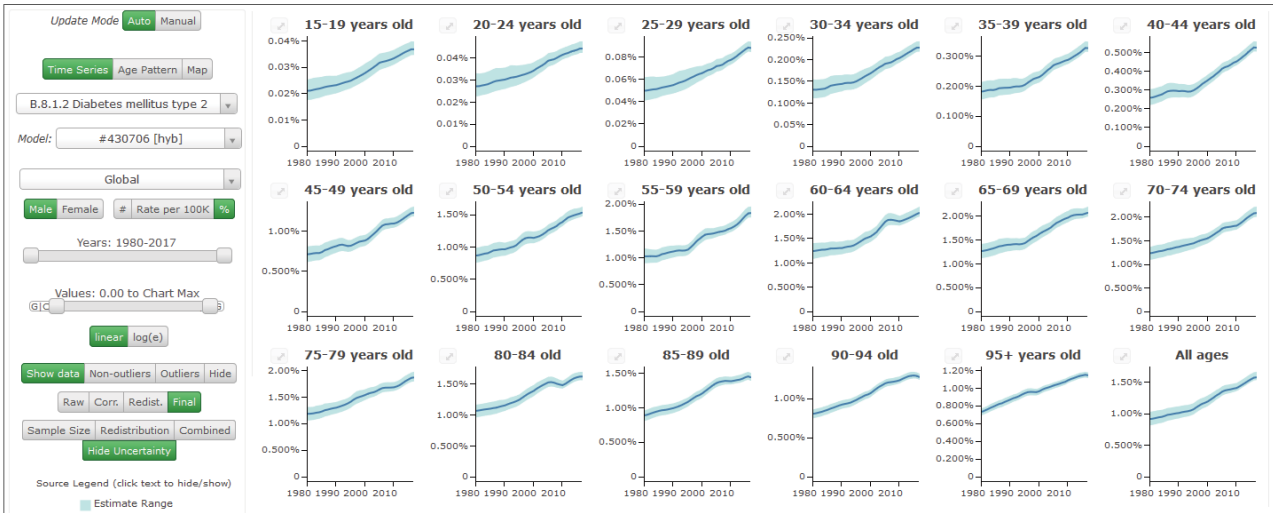 Update Mode Auto Manual
Time Series Age Pattern Map
B.8.1.2 Diabetes mellitus type 2
Model: #430706 [hyb]
Global
Male Female # Rate per 100K %
Years: 1980-2017
Values: 0.00 to Chart Max
G|C
linear log(e)
Show data Non-outliers Outliers Hide
Raw Corr. Redist. Final
Sample Size Redistribution Combined
Hide Uncertainty
Source Legend (click text to hide/show)
Estimate Range
15-19 years old
0.04%
0.03%
0.02%
0.01%
0
1980 1990 2000 2010
20-24 years old
0.04%
0.03%
0.02%
0.01%
0
1980 1990 2000 2010
25-29 years old
0.08%
0.06%
0.04%
0.02%
0
1980 1990 2000 2010
30-34 years old
0.250%
0.200%
0.150%
0.100%
0.05%
0
1980 1990 2000 2010
35-39 years old
0.300%
0.200%
0.100%
0
1980 1990 2000 2010
40-44 years old
0.500%
0.400%
0.300%
0.200%
0.100%
0
1980 1990 2000 2010
45-49 years old
1.00%
0.500%
0
1980 1990 2000 2010
50-54 years old
1.50%
1.00%
0.500%
0
1980 1990 2000 2010
55-59 years old
2.00%
1.50%
1.00%
0.500%
0
1980 1990 2000 2010
60-64 years old
2.00%
1.50%
1.00%
0.500%
0
1980 1990 2000 2010
65-69 years old
2.00%
1.50%
1.00%
0.500%
0
1980 1990 2000 2010
70-74 years old
2.00%
1.50%
1.00%
0.500%
0
1980 1990 2000 2010
75-79 years old
2.00%
1.50%
1.00%
0.500%
0
1980 1990 2000 2010
80-84 old
1.50%
1.00%
0.500%
0
1980 1990 2000 2010
85-89 old
1.50%
1.00%
0.500%
0
1980 1990 2000 2010
90-94 old
1.00%
0.500%
0
1980 1990 2000 2010
95+ years old
1.20%
1.00%
0.800%
0.600%
0.400%
0.200%
0
1980 1990 2000 2010
All ages
1.50%
1.00%
0.500%
0
1980 1990 2000 2010